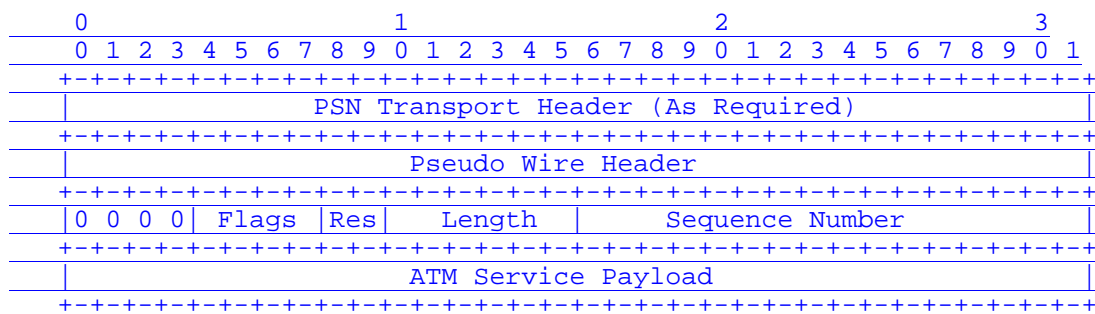 0                   1                   2                   3
 0 1 2 3 4 5 6 7 8 9 0 1 2 3 4 5 6 7 8 9 0 1 2 3 4 5 6 7 8 9 0 1
+-+-+-+-+-+-+-+-+-+-+-+-+-+-+-+-+-+-+-+-+-+-+-+-+-+-+-+-+-+-+-+-+
|               PSN Transport Header (As Required)              |
+-+-+-+-+-+-+-+-+-+-+-+-+-+-+-+-+-+-+-+-+-+-+-+-+-+-+-+-+-+-+-+-+
|                     Pseudo Wire Header                        |
+-+-+-+-+-+-+-+-+-+-+-+-+-+-+-+-+-+-+-+-+-+-+-+-+-+-+-+-+-+-+-+-+
|0 0 0 0| Flags |Res|   Length  |     Sequence Number           |
+-+-+-+-+-+-+-+-+-+-+-+-+-+-+-+-+-+-+-+-+-+-+-+-+-+-+-+-+-+-+-+-+
|                     ATM Service Payload                       |
+-+-+-+-+-+-+-+-+-+-+-+-+-+-+-+-+-+-+-+-+-+-+-+-+-+-+-+-+-+-+-+-+